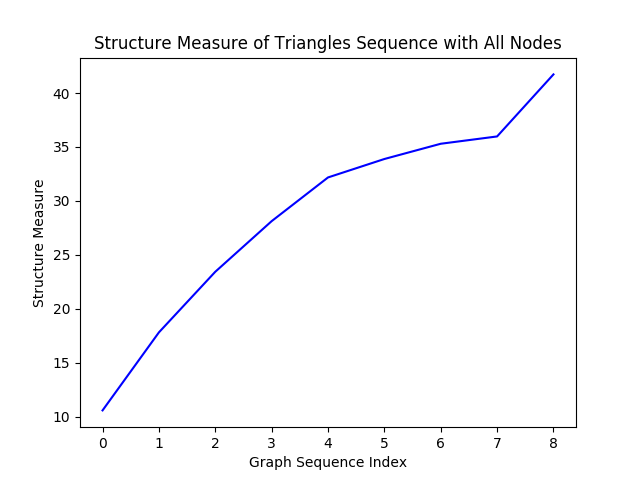 Structure Measure of Triangles Sequence with All Nodes
40
35
30
25
20
15
10
Structure Measure
0 1 2 3 4 5 6 7 8
Graph Sequence Index